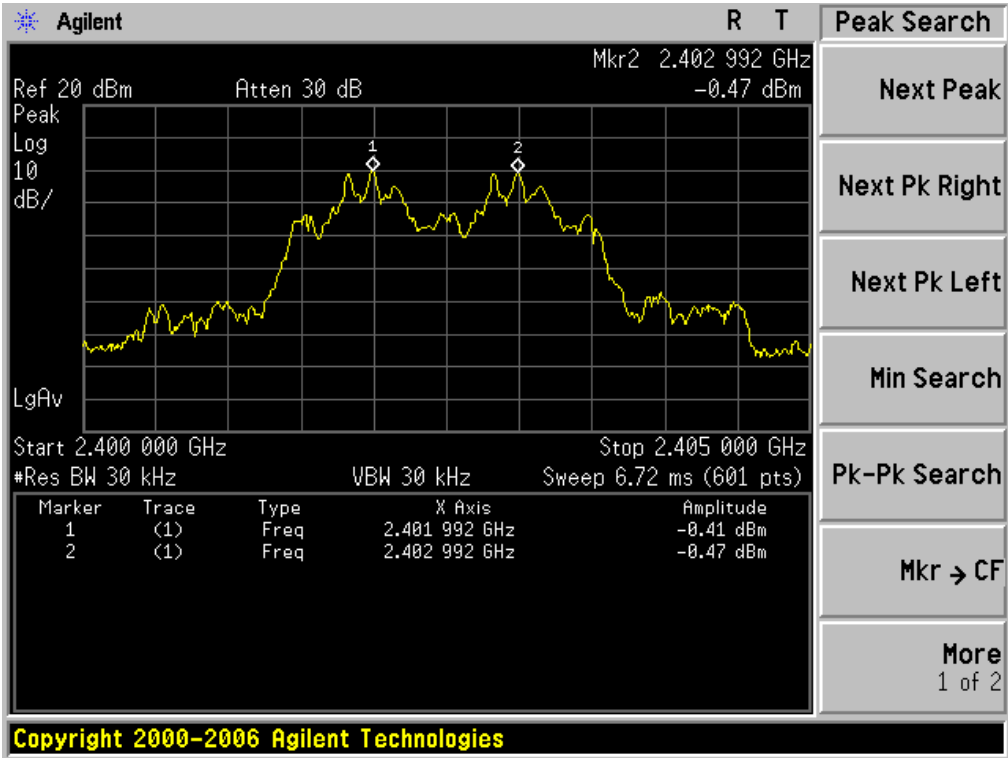 Agilent R T
Peak Search
Mkr2 2.402 992 GHz
Ref 20 dBm Atten 30 dB -0.47 dBm
Peak
Log
10
dB/
1 2
LgAv
Start 2.400 000 GHz Stop 2.405 000 GHz
#Res BW 30 kHz VBW 30 kHz Sweep 6.72 ms (601 pts)
Marker Trace Type X Axis Amplitude
1 (1) Freq 2.401 992 GHz -0.41 dBm
2 (1) Freq 2.402 992 GHz -0.47 dBm
Next Peak
Next Pk Right
Next Pk Left
Min Search
Pk-Pk Search
Mkr → CF
More
1 of 2
Copyright 2000-2006 Agilent Technologies